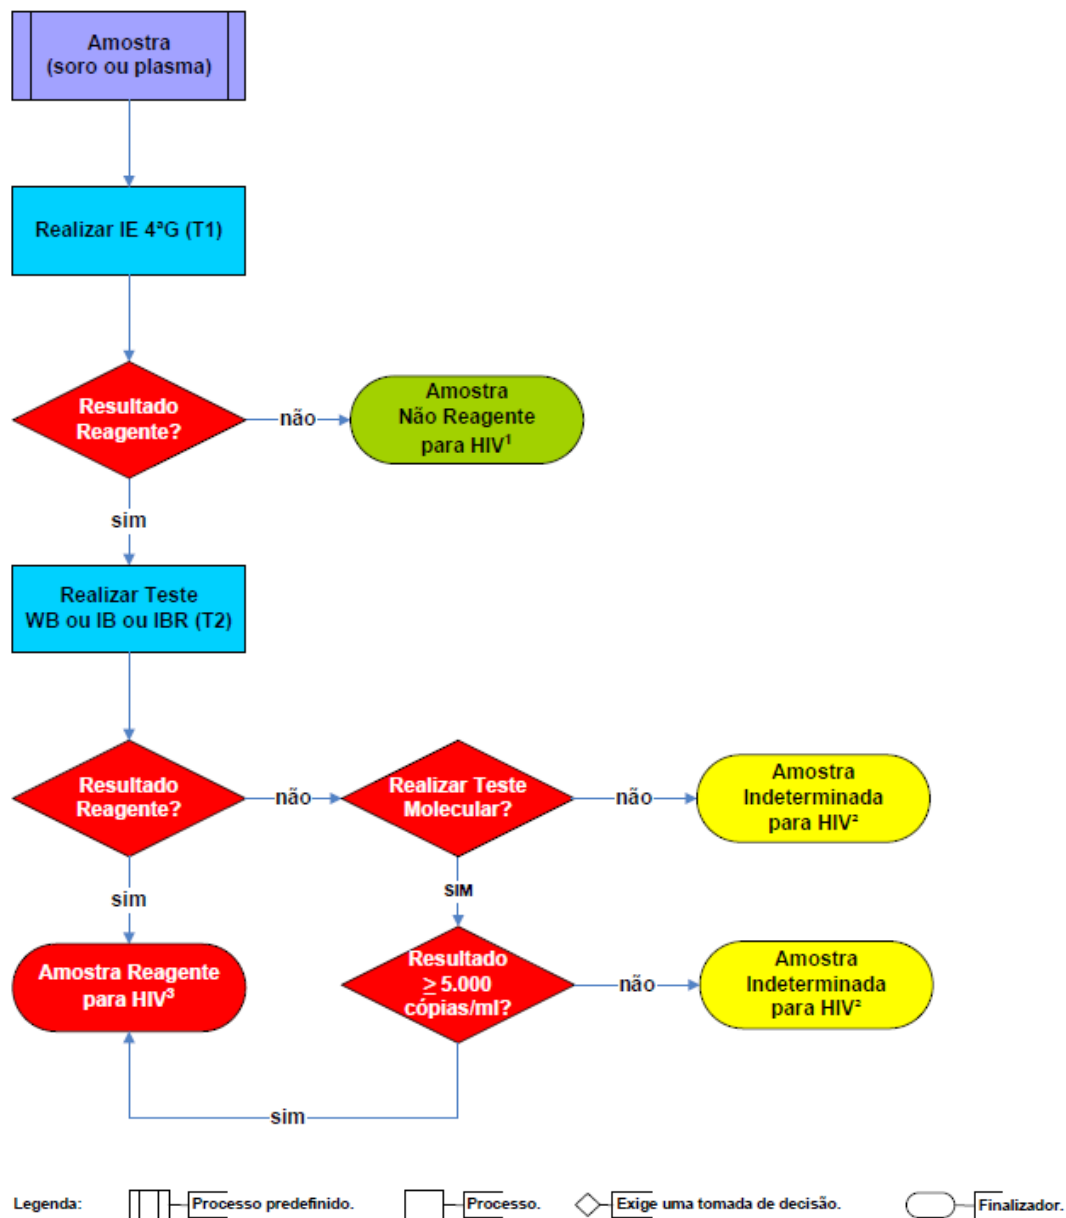 Amostra
(soro ou plasma)
Realizar IE 4ªG (T1)
Resultado
Reagente?
não
Amostra
Não Reagente
para HIV¹
sim
Realizar Teste
WB ou IB ou IBR (T2)
Resultado
Reagente?
não
Realizar Teste
Molecular?
não
Amostra
Indeterminada
para HIV²
sim
SIM
Amostra Reagente
para HIV³
Resultado
≥ 5.000
cópias/ml?
não
Amostra
Indeterminada
para HIV²
sim
Legenda:
Processo predefinido.
Processo.
Exige uma tomada de decisão.
Finalizador.